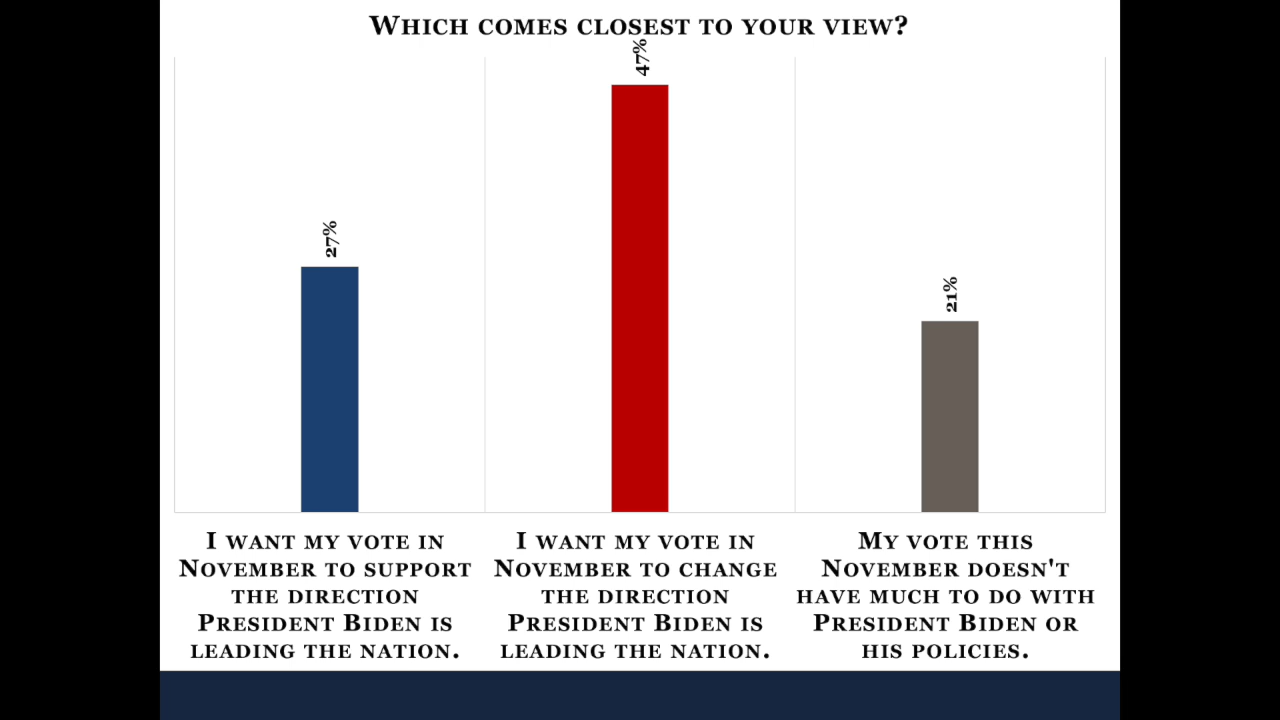 Which comes closest to your view?
47%
27%
21%
I want my vote in
November to support
the direction
President Biden is
leading the nation.
I want my vote in
November to change
the direction
President Biden is
leading the nation.
My vote this
November doesn't
have much to do with
President Biden or
his policies.